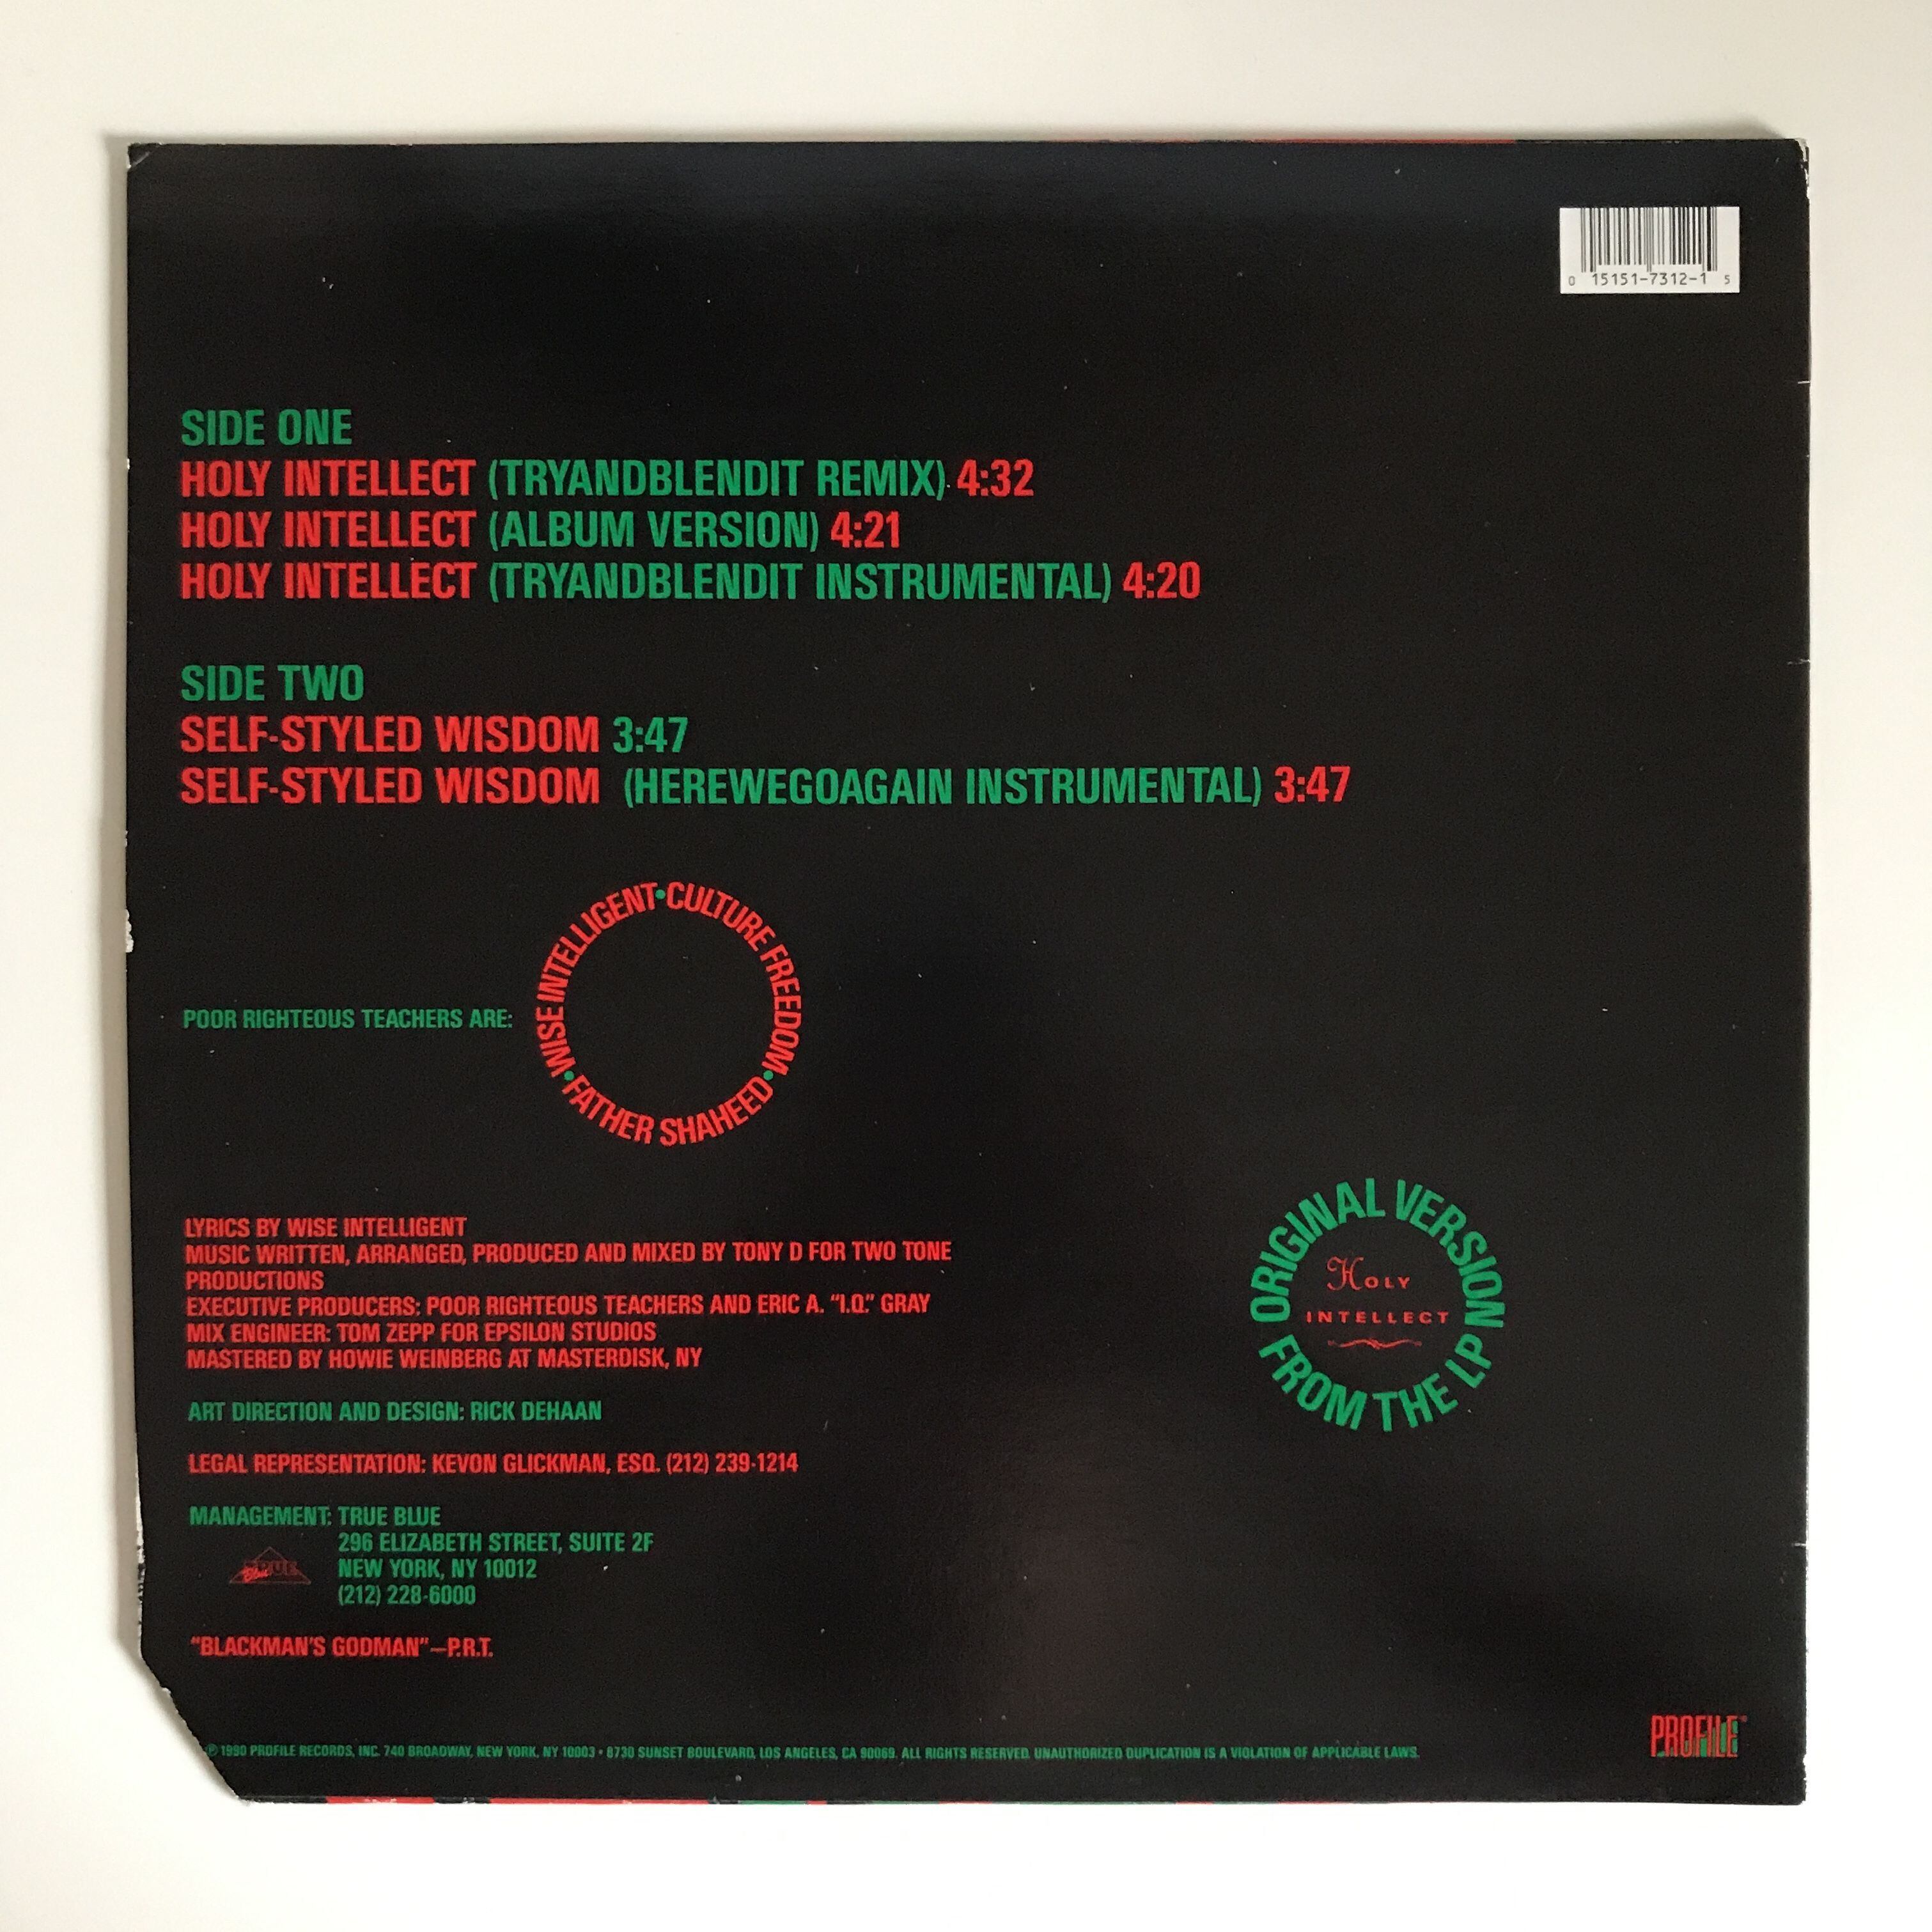 0 15151-7312-1 5
SIDE ONE
HOLY INTELLECT (TRYANDBLENDIT REMIX) 4:32
HOLY INTELLECT (ALBUM VERSION) 4:21
HOLY INTELLECT (TRYANDBLENDIT INSTRUMENTAL) 4:20
SIDE TWO
SELF-STYLED WISDOM 3:47
SELF-STYLED WISDOM (HEREWEGOAGAIN INSTRUMENTAL) 3:47
POOR RIGHTEOUS TEACHERS ARE:
WISE INTELLIGENT•CULTURE FREEDOM•FATHER SHAHEED•
LYRICS BY WISE INTELLIGENT
MUSIC WRITTEN, ARRANGED, PRODUCED AND MIXED BY TONY D FOR TWO TONE
PRODUCTIONS
EXECUTIVE PRODUCERS: POOR RIGHTEOUS TEACHERS AND ERIC A. “I.Q.” GRAY
MIX ENGINEER: TOM ZEPP FOR EPSILON STUDIOS
MASTERED BY HOWIE WEINBERG AT MASTERDISK, NY
ORIGINAL VERSION FROM THE LP
HOLY
INTELLECT
ART DIRECTION AND DESIGN: RICK DEHAAN
LEGAL REPRESENTATION: KEVON GLICKMAN, ESQ. (212) 239-1214
MANAGEMENT: TRUE BLUE
296 ELIZABETH STREET, SUITE 2F
NEW YORK, NY 10012
(212) 228-6000
TRUE
Blue
“BLACKMAN'S GODMAN”—P.R.T.
℗ 1990 PROFILE RECORDS, INC. 740 BROADWAY, NEW YORK, NY 10003 • 8730 SUNSET BOULEVARD, LOS ANGELES, CA 90069. ALL RIGHTS RESERVED. UNAUTHORIZED DUPLICATION IS A VIOLATION OF APPLICABLE LAWS.
PROFILE®